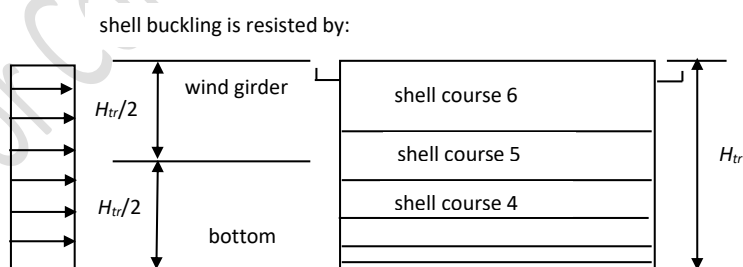 shell buckling is resisted by:
wind girder
Htr/2
shell course 6
shell course 5
Htr
Htr/2
shell course 4
bottom